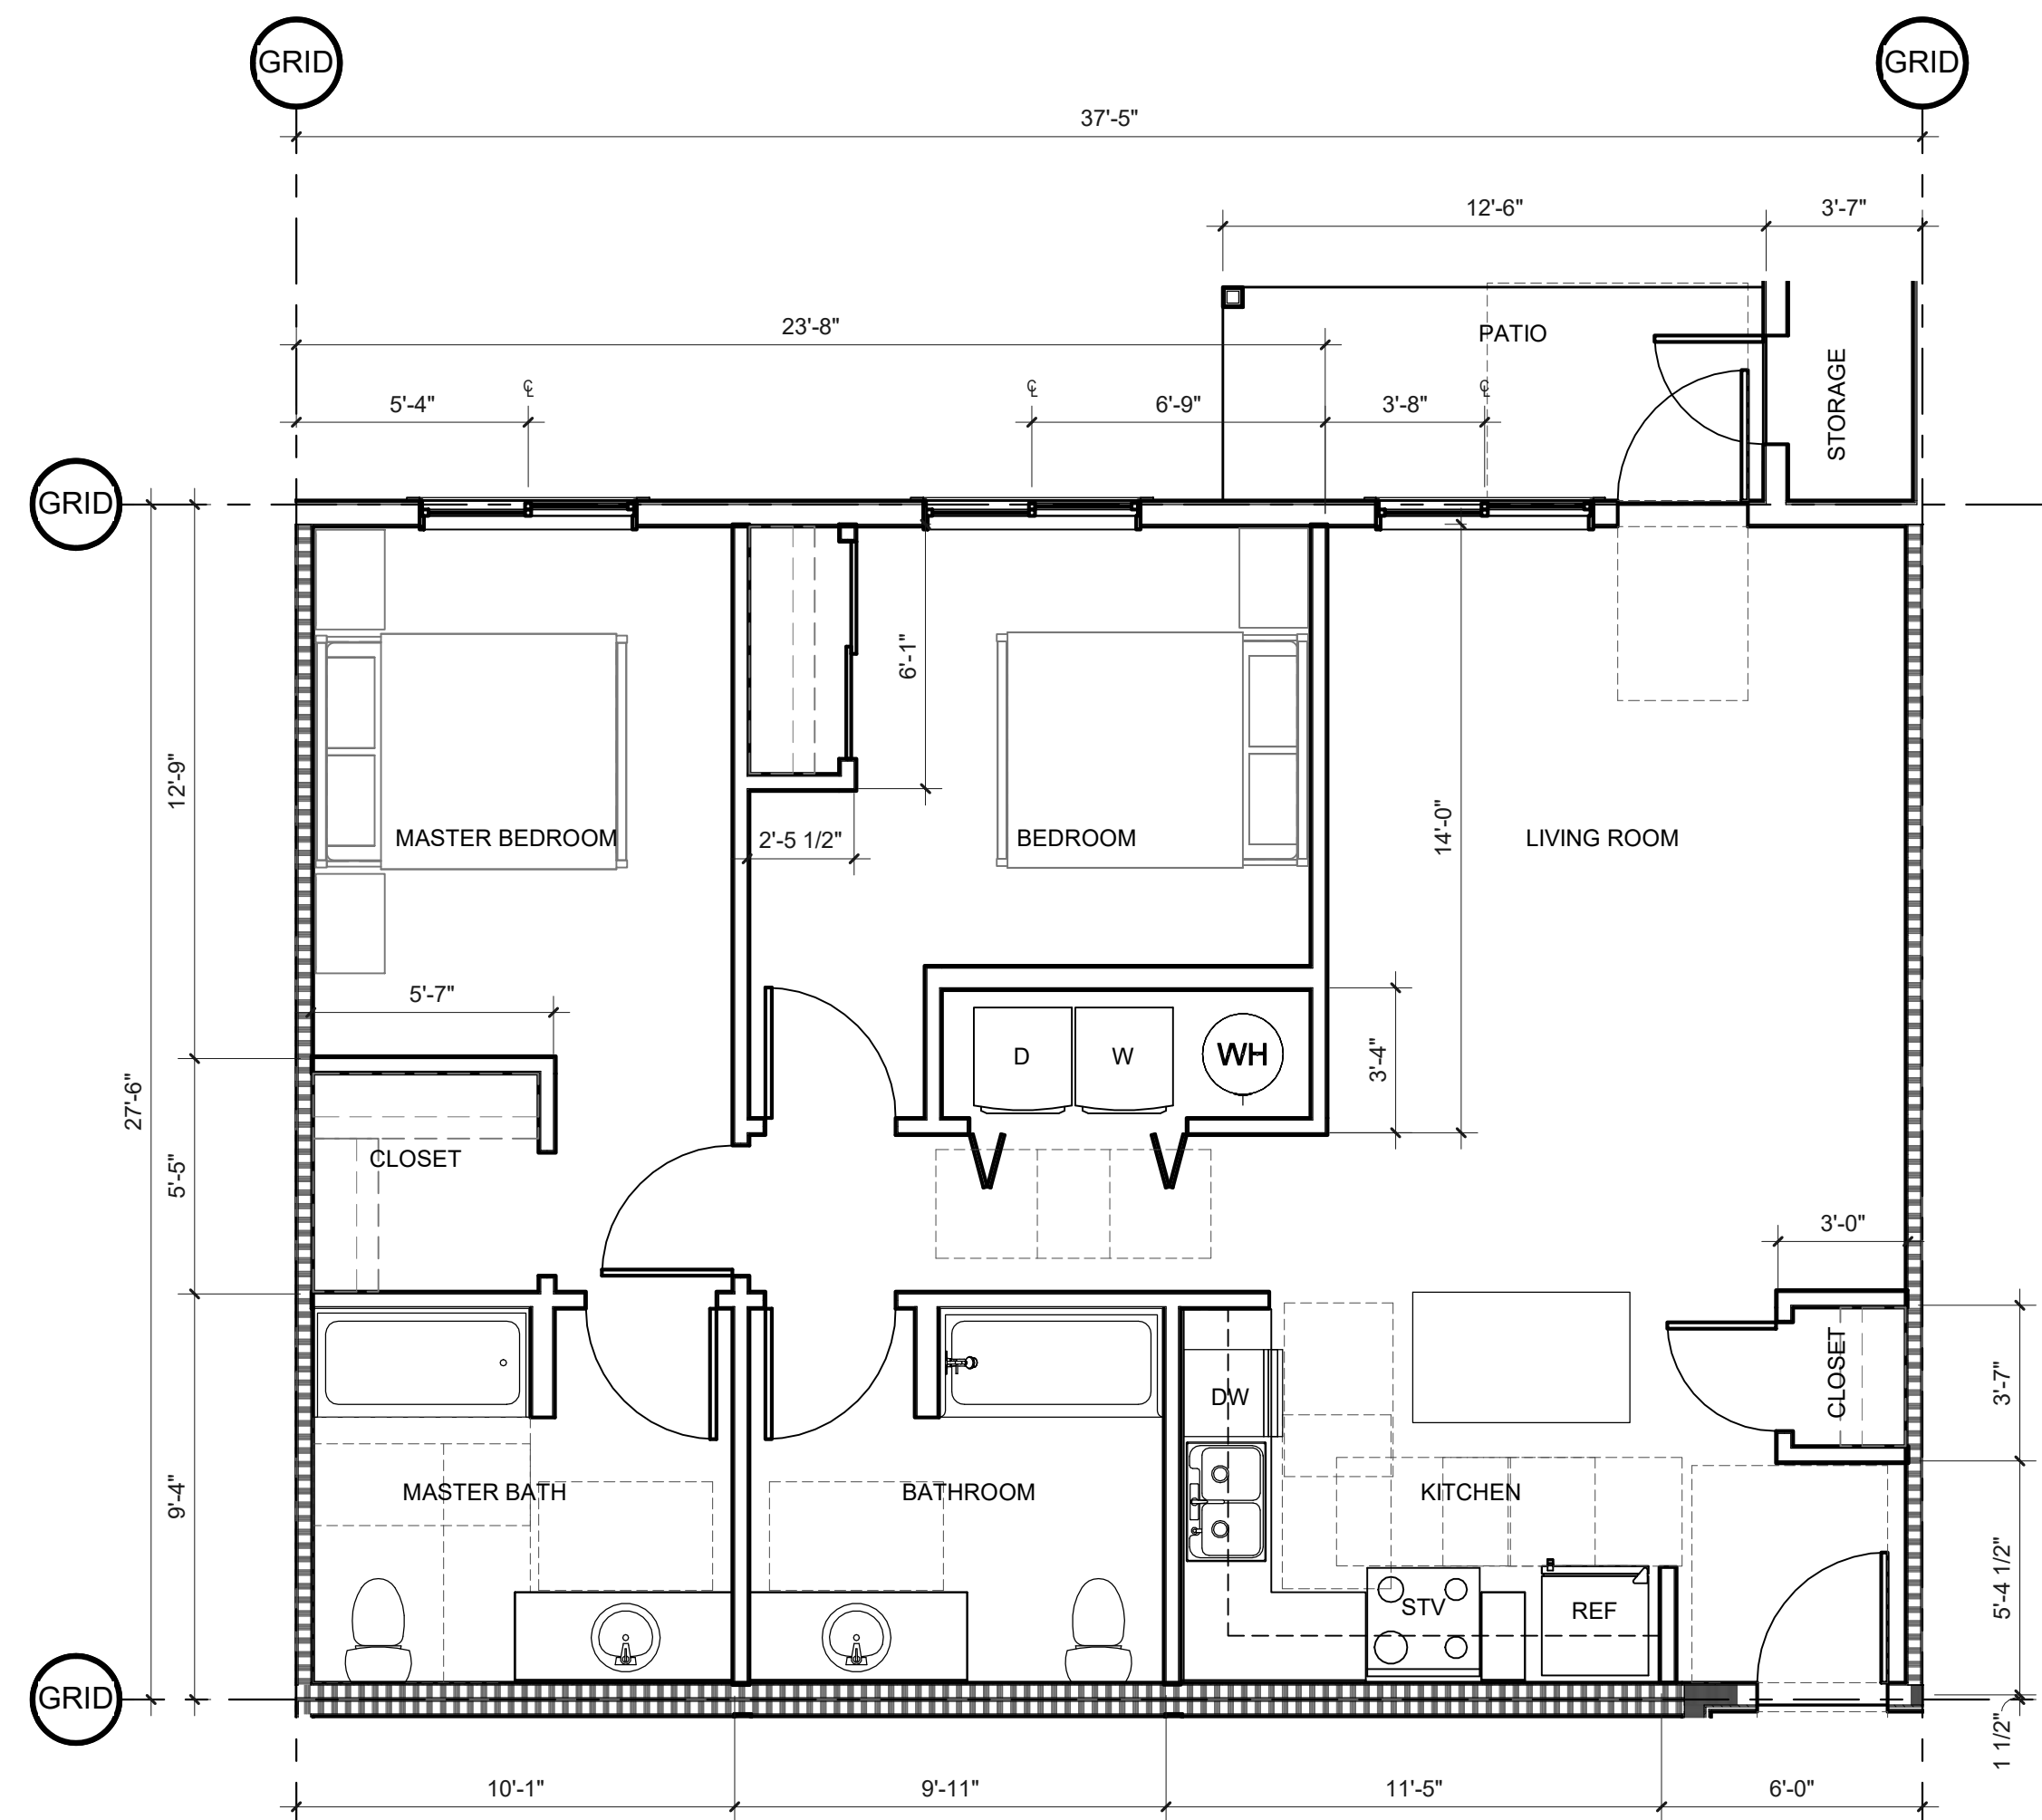 GRID
GRID
37'-5"
12'-6"
3'-7"
23'-8"
PATIO
STORAGE
℄
℄
℄
5'-4"
6'-9"
3'-8"
GRID
6'-1"
12'-9"
14'-0"
MASTER BEDROOM
2'-5 1/2"
BEDROOM
LIVING ROOM
5'-7"
D
W
WH
3'-4"
27'-6"
CLOSET
5'-5"
3'-0"
CLOSET
3'-7"
DW
MASTER BATH
BATHROOM
KITCHEN
9'-4"
STV
REF
5'-4 1/2"
GRID
1 1/2"
10'-1"
9'-11"
11'-5"
6'-0"